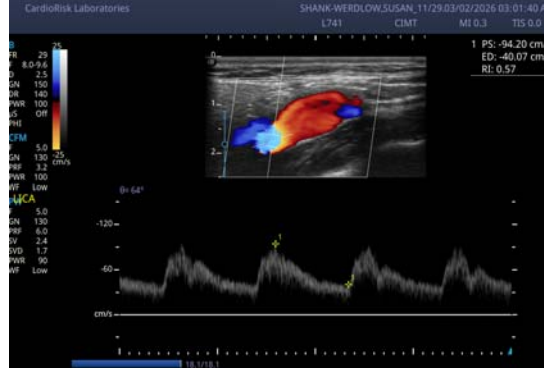 CardioRisk Laboratories
SHANK-WERDLOW,SUSAN_11/29.03/02/2026 03:01:40 A
L741 CIMT MI 0.3 TIS 0.0
B
FR 29
F 8.0-9.6
D 2.5
GN 150
DR 140
PWR 100
µS Off
PHI
25
-25
cm/s
CFM
F 5.0
GN 130
PRF 3.2
PWR 100
WF Low
LICA
F 5.0
GN 130
PRF 6.0
SV 2.4
SVD 1.7
PWR 90
WF Low
1 PS: -94.20 cm
ED: -40.07 cm
RI: 0.57
0
1
2
θ= 64°
-120
-60
cm/s
1
18.1/18.1